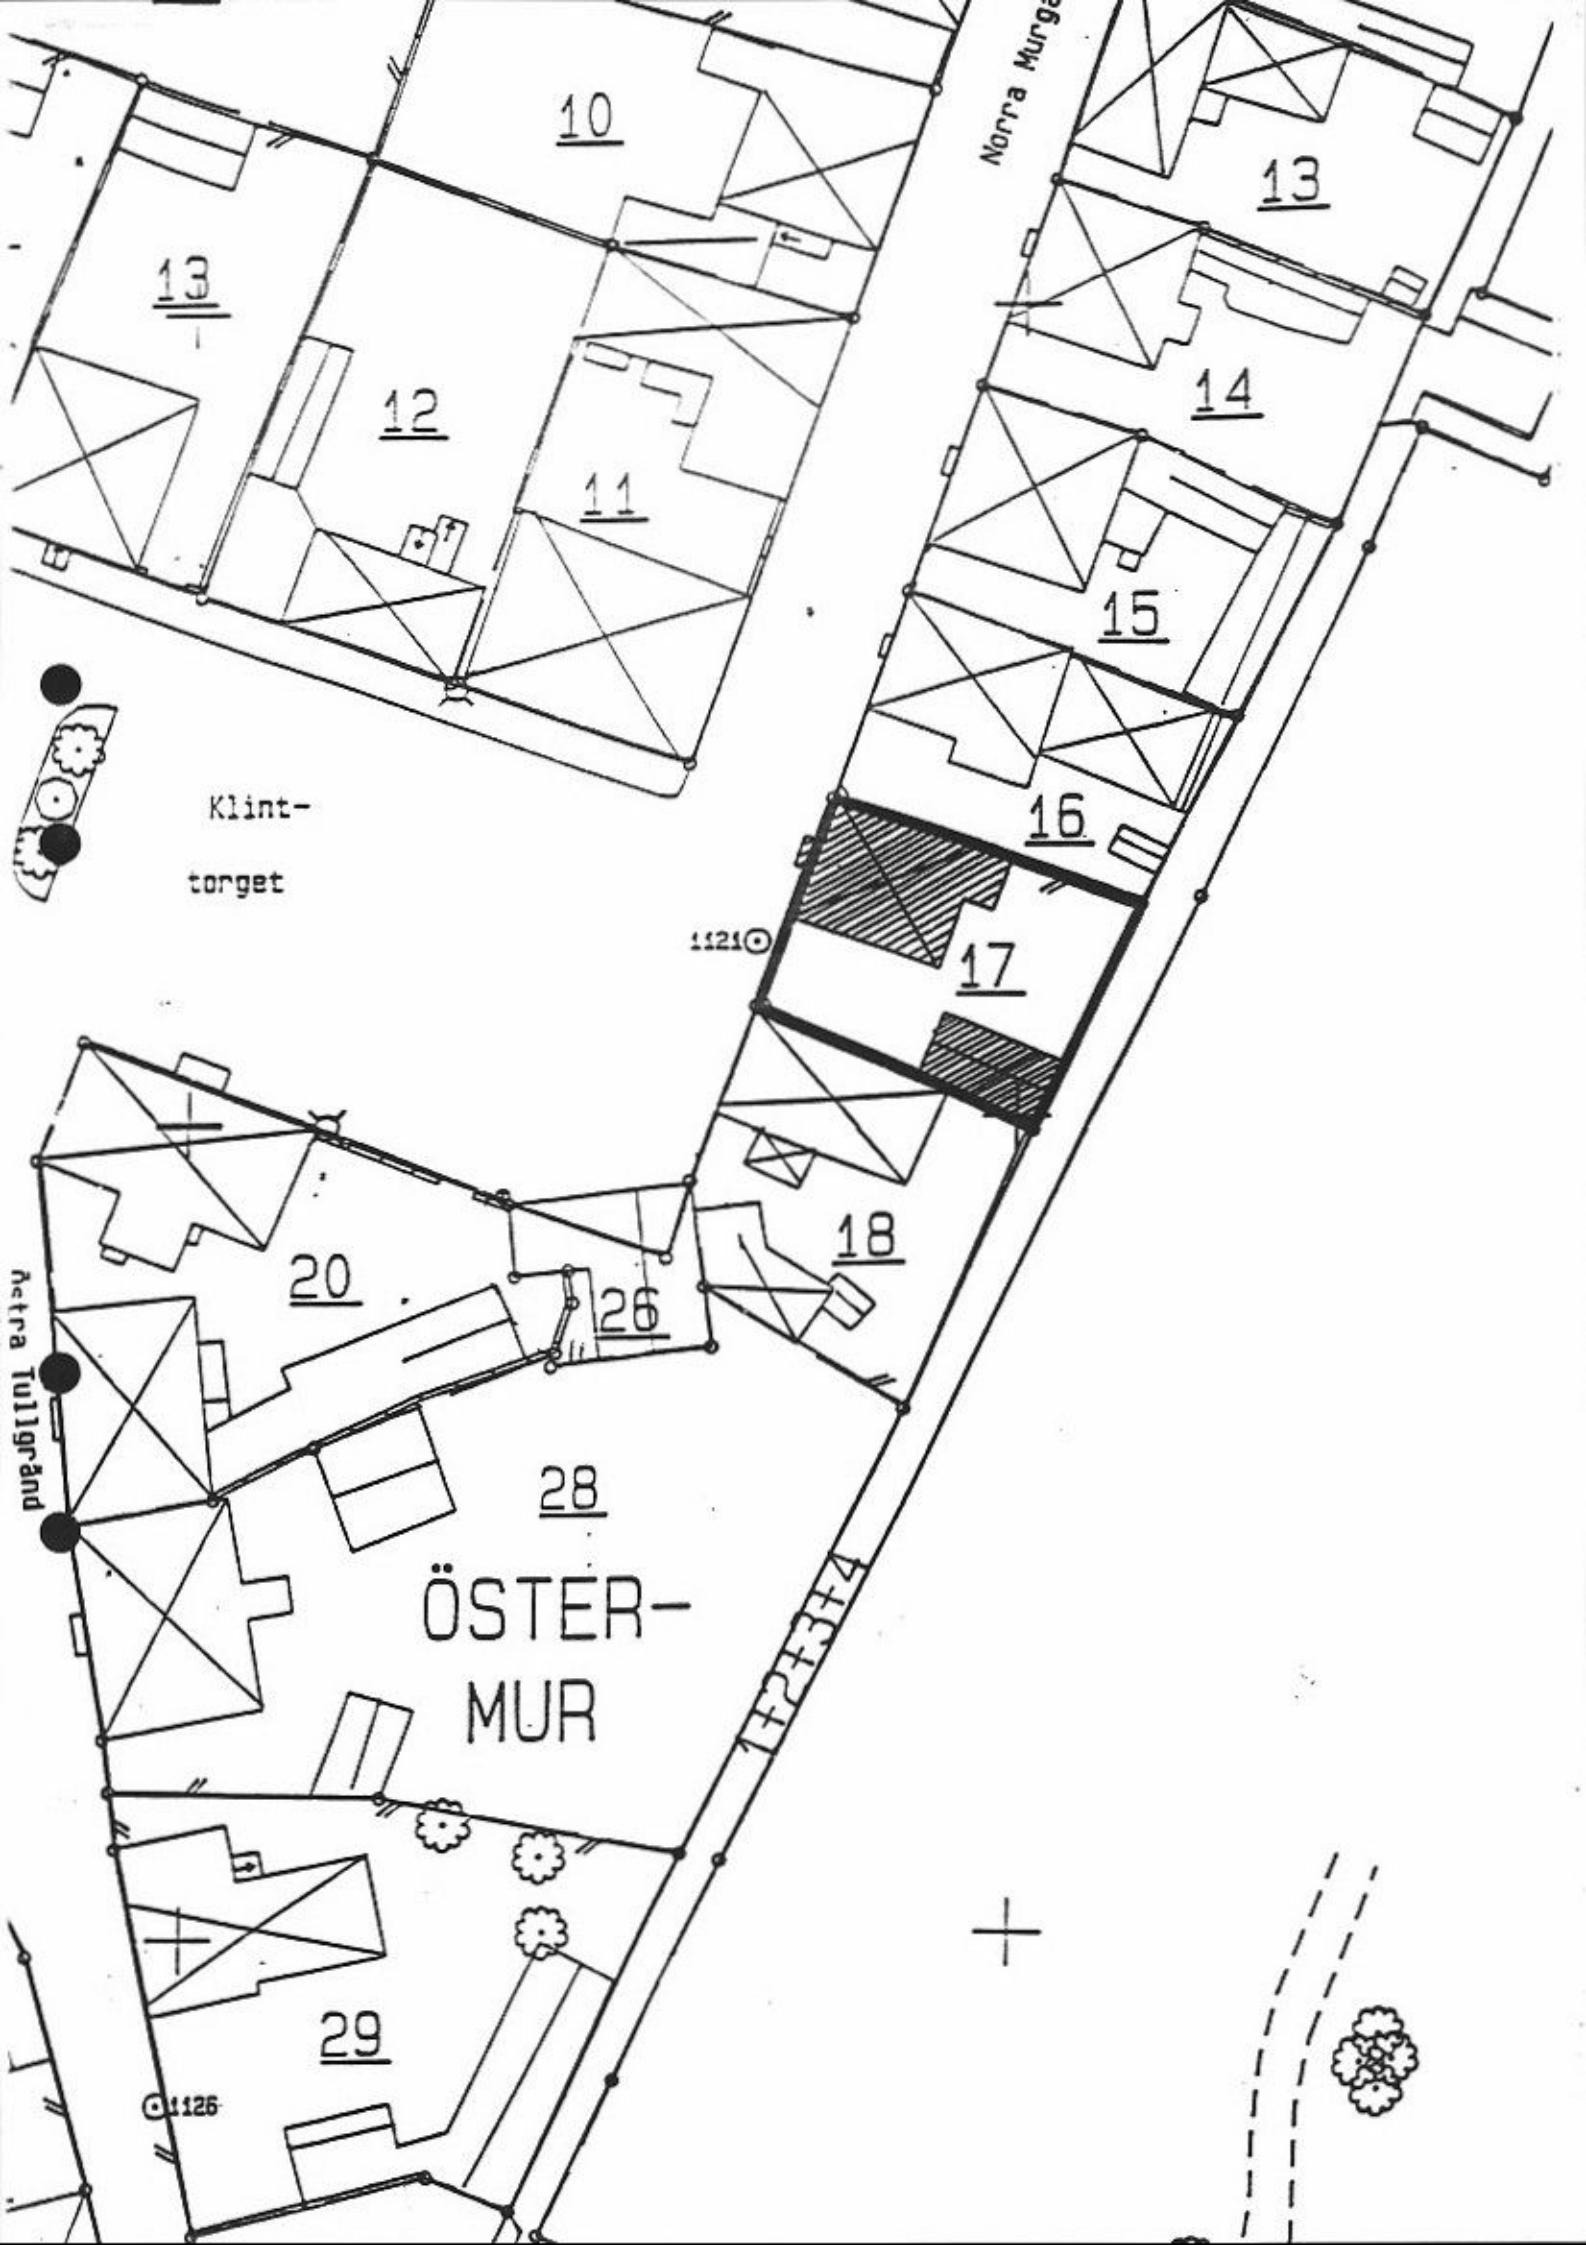 Norra Murga
10
13
13
12
14
11
15
16
Klint-
torget
1121
17
18
20
26
Östra Tullgränd
28
ÖSTER-
MUR
1+2+3+4
29
1126